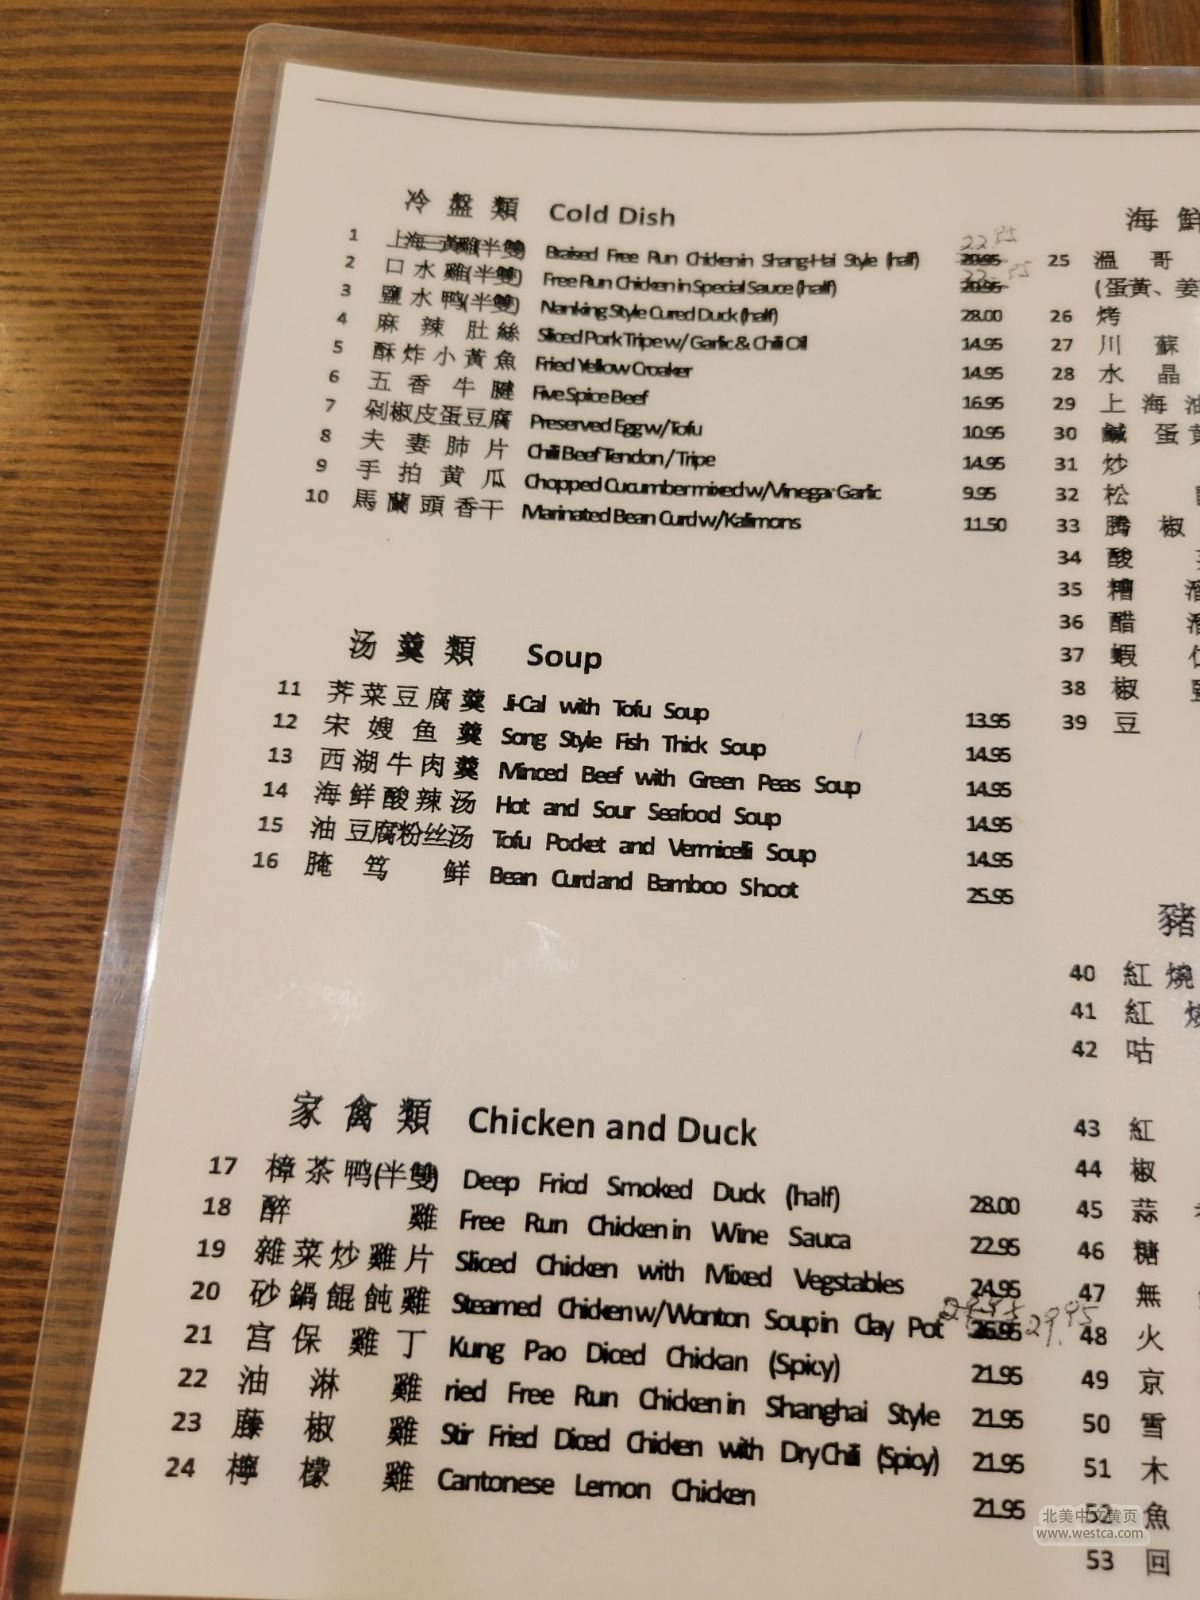 冷盤類 Cold Dish
1 上海三黃雞(半雙) Braised Free Run Chicken in Shang-Hai Style (half) 20.95 22.95
2 口水雞(半雙) Free Run Chicken in Special Sauce (half) 20.95 22.95
3 鹽水鸭(半雙) Nanking Style Cured Duck (half) 28.00
4 麻辣肚絲 Sliced Pork Tripe w/ Garlic & Chili Oil 14.95
5 酥炸小黃魚 Fried Yellow Croaker 14.95
6 五香牛腱 Five Spice Beef 16.95
7 剁椒皮蛋豆腐 Preserved Egg w/Tofu 10.95
8 夫妻肺片 Chilli Beef Tendon / Tripe 14.95
9 手拍黄瓜 Chopped Cucumber mixed w/Vinegar Garlic 9.95
10 馬蘭頭香干 Marinated Bean Curd w/Kalimons 11.50
汤羹類 Soup
11 荠菜豆腐羹 Ji-Cal with Tofu Soup 13.95
12 宋嫂鱼羹 Song Style Fish Thick Soup 14.95
13 西湖牛肉羹 Minced Beef with Green Peas Soup 14.95
14 海鲜酸辣汤 Hot and Sour Seafood Soup 14.95
15 油豆腐粉丝汤 Tofu Pocket and Vermicelli Soup 14.95
16 腌笃鲜 Bean Curd and Bamboo Shoot 25.95
家禽類 Chicken and Duck
17 樟茶鸭(半雙) Deep Fried Smoked Duck (half) 28.00
18 醉雞 Free Run Chicken in Wine Sauca 22.95
19 雜菜炒雞片 Sliced Chicken with Mixed Vegstables 24.95
20 砂鍋餛飩雞 Steamed Chicken w/Wonton Soup in Clay Pot 26.95 29.95
21 宫保雞丁 Kung Pao Diced Chickan (Spicy) 21.95
22 油淋雞 ried Free Run Chicken in Shanghai Style 21.95
23 藤椒雞 Stir Fried Diced Chicken with Dry Chili (Spicy) 21.95
24 檸檬雞 Cantonese Lemon Chicken 21.95
海鮮
25 溫哥
(蛋黃、姜
26 烤
27 川蘇
28 水晶
29 上海油
30 鹹蛋黃
31 炒
32 松
33 腾椒
34 酸
35 糟溜
36 醋溜
37 蝦
38 椒鹽
39 豆
豬
40 紅燒
41 紅燒
42 咕
43 紅
44 椒
45 蒜
46 糖
47 無
48 火
49 京
50 雪
51 木
52 魚
53 回
北美中文黄页
www.westca.com